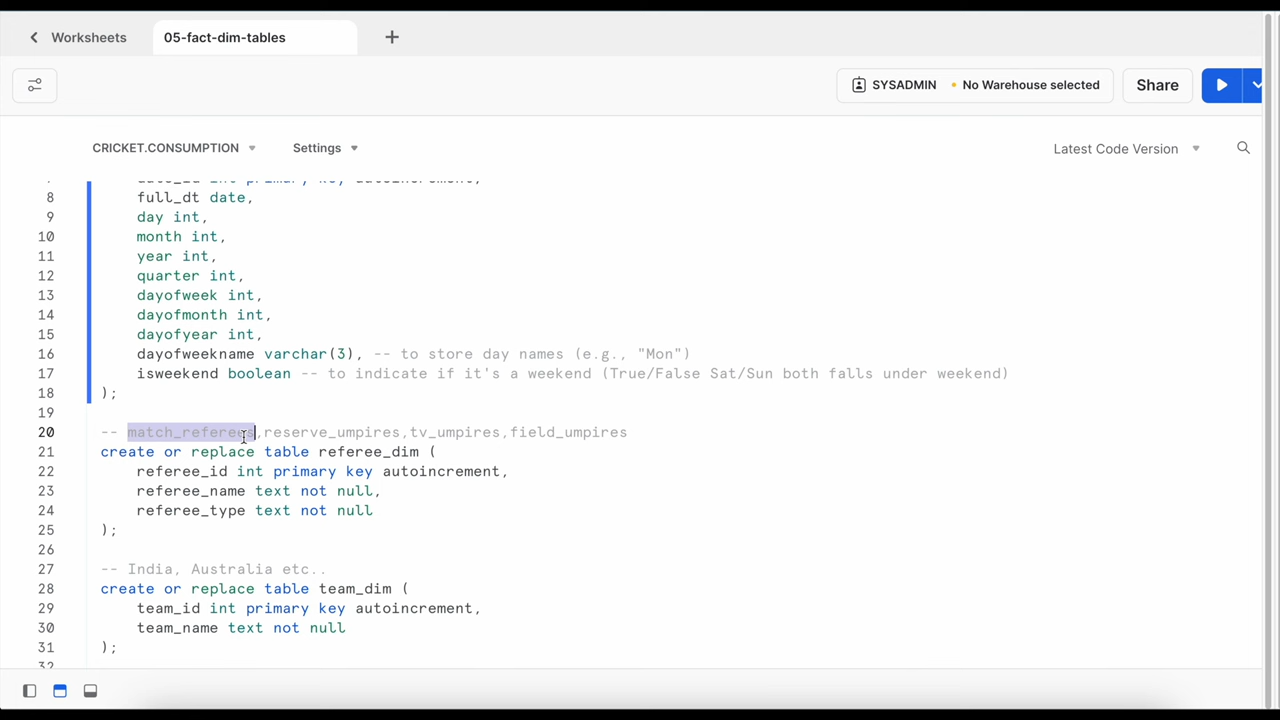 Worksheets
05-fact-dim-tables
SYSADMIN No Warehouse selected
Share
CRICKET.CONSUMPTION
Settings
Latest Code Version
8 full_dt date,
9 day int,
10 month int,
11 year int,
12 quarter int,
13 dayofweek int,
14 dayofmonth int,
15 dayofyear int,
16 dayofweekname varchar(3), -- to store day names (e.g., "Mon")
17 isweekend boolean -- to indicate if it's a weekend (True/False Sat/Sun both falls under weekend)
18 );
19
20 -- match_referees,reserve_umpires,tv_umpires,field_umpires
21 create or replace table referee_dim (
22 referee_id int primary key autoincrement,
23 referee_name text not null,
24 referee_type text not null
25 );
26
27 -- India, Australia etc..
28 create or replace table team_dim (
29 team_id int primary key autoincrement,
30 team_name text not null
31 );
32